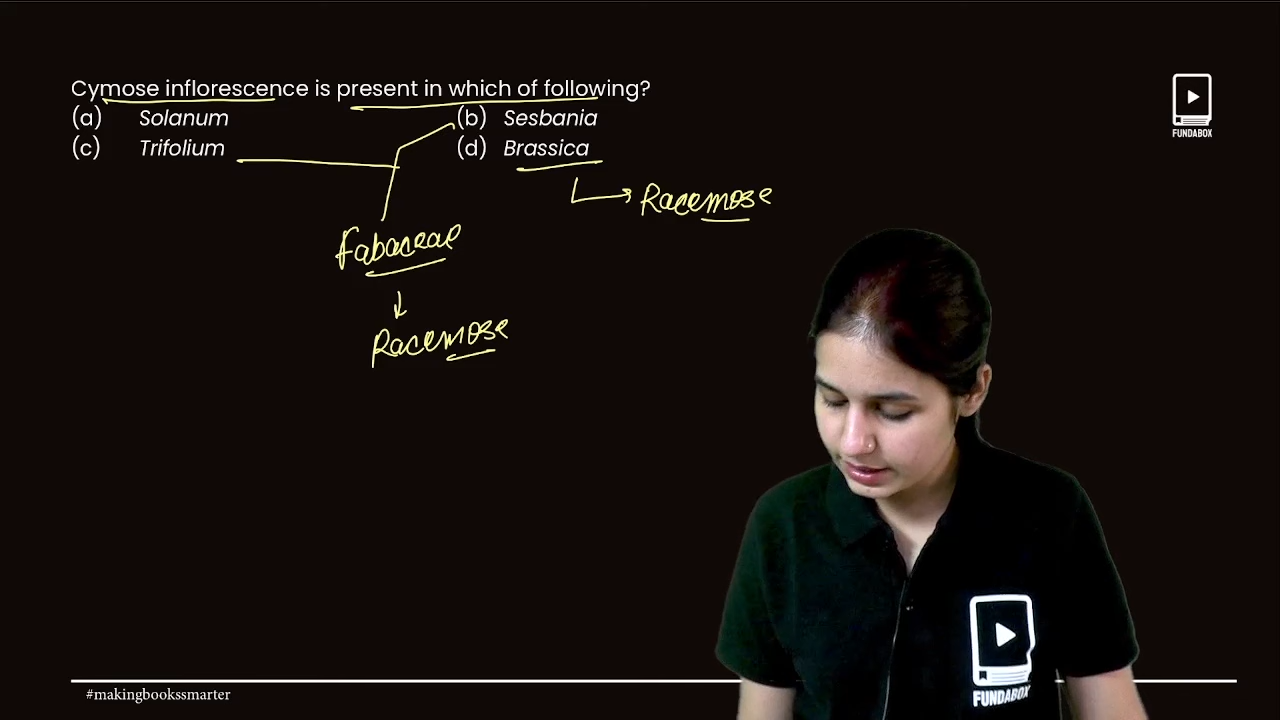 Cymose inflorescence is present in which of following?
(a) Solanum (b) Sesbania
(c) Trifolium (d) Brassica
FUNDABOX
Racemose
Fabaceae
Racemose
FUNDABOX
#makingbookssmarter